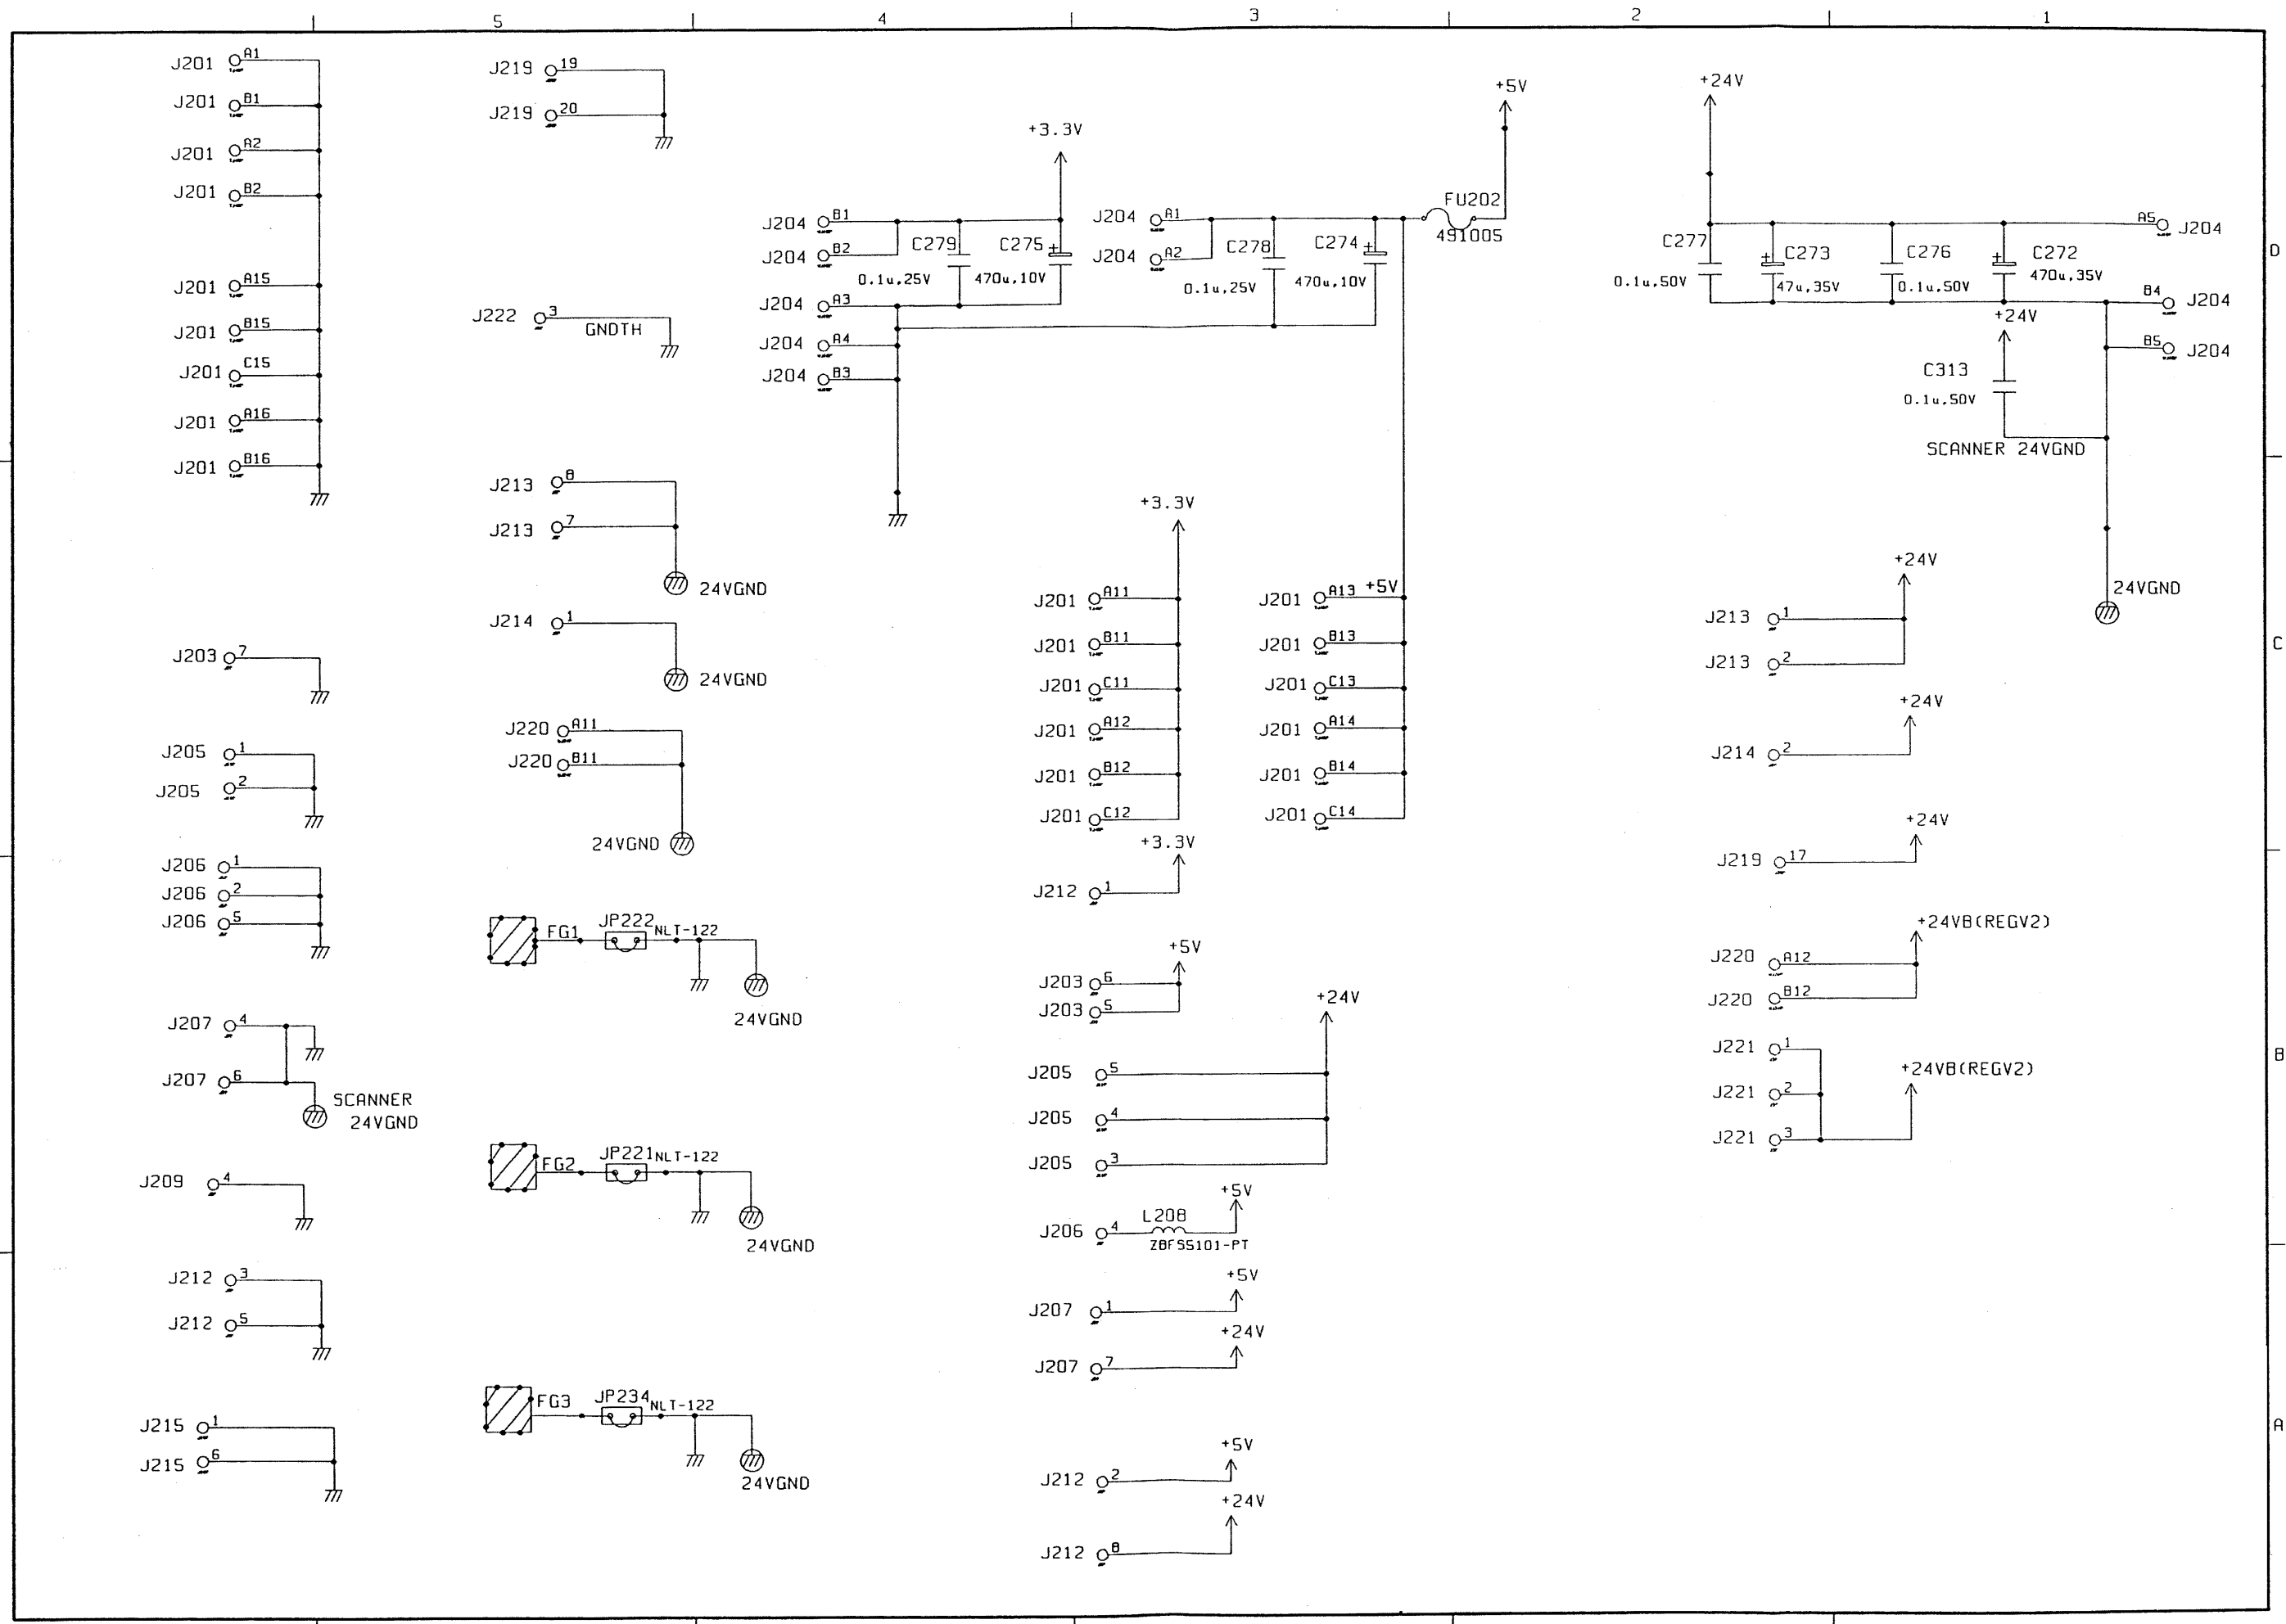 5 4 3 2 1
D
C
B
A
J201 A1
J201 B1
J201 A2
J201 B2
J201 A15
J201 B15
J201 C15
J201 A16
J201 B16
J203 7
J205 1
J205 2
J206 1
J206 2
J206 5
J207 4
J207 6
SCANNER
24VGND
J209 4
J212 3
J212 5
J215 1
J215 6
J219 19
J219 20
J222 3
GNDTH
J213 8
J213 7
24VGND
J214 1
24VGND
J220 A11
J220 B11
24VGND
FG1 JP222 NLT-122
24VGND
FG2 JP221 NLT-122
24VGND
FG3 JP234 NLT-122
24VGND
+3.3V
J204 B1
J204 B2
C279
0.1u,25V
C275 +
470u,10V
J204 A3
J204 A4
J204 B3
+5V
J204 A1
J204 A2
C278
0.1u,25V
C274 +
470u,10V
FU202
491005
+3.3V
J201 A11
J201 B11
J201 C11
J201 A12
J201 B12
J201 C12
J201 A13 +5V
J201 B13
J201 C13
J201 A14
J201 B14
J201 C14
+3.3V
J212 1
+5V
J203 6
J203 5
+24V
J205 5
J205 4
J205 3
+5V
J206 4 L208
ZBFS5101-PT
+5V
J207 1
+24V
J207 7
+5V
J212 2
+24V
J212 8
+24V
C277
0.1u,50V
+ C273
47u,35V
C276
0.1u,50V
+ C272
470u,35V
A5 J204
B4 J204
B5 J204
+24V
C313
0.1u,50V
SCANNER 24VGND
24VGND
+24V
J213 1
J213 2
+24V
J214 2
+24V
J219 17
+24VB(REGV2)
J220 A12
J220 B12
J221 1
+24VB(REGV2)
J221 2
J221 3